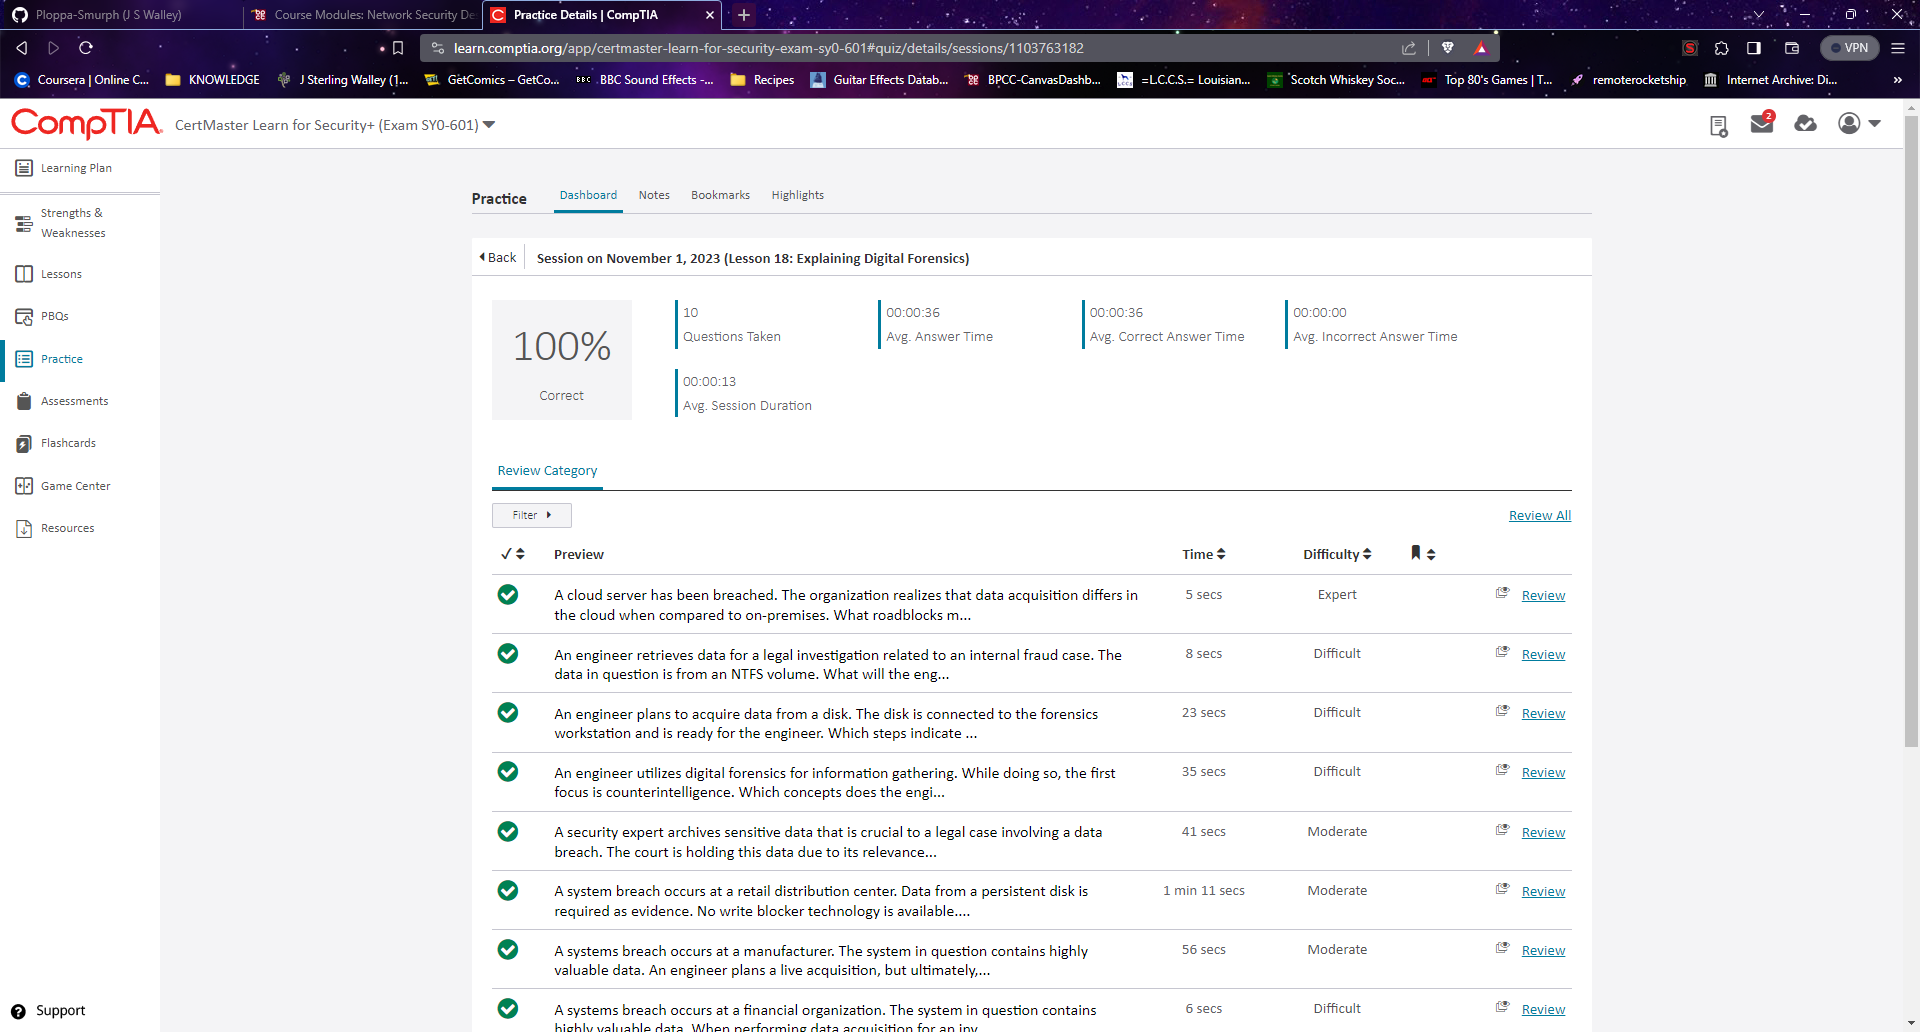 Ploppa-Smurph (J S Walley)
Course Modules: Network Security De
Practice Details | CompTIA
learn.comptia.org/app/certmaster-learn-for-security-exam-sy0-601#quiz/details/sessions/1103763182
VPN
Coursera | Online C...
KNOWLEDGE
J Sterling Walley (1...
GetComics – GetCo...
BBC Sound Effects -...
Recipes
Guitar Effects Datab...
BPCC-CanvasDashb...
=L.C.C.S.= Louisian...
Scotch Whiskey Soc...
Top 80's Games | T...
remoterocketship
Internet Archive: Di...
CompTIA.
CertMaster Learn for Security+ (Exam SY0-601)
2
Learning Plan
Strengths &
Weaknesses
Lessons
PBQs
Practice
Assessments
Flashcards
Game Center
Resources
Support
Practice
Dashboard
Notes
Bookmarks
Highlights
Back
Session on November 1, 2023 (Lesson 18: Explaining Digital Forensics)
100%
Correct
10
Questions Taken
00:00:36
Avg. Answer Time
00:00:36
Avg. Correct Answer Time
00:00:00
Avg. Incorrect Answer Time
00:00:13
Avg. Session Duration
Review Category
Filter
Review All
Preview
Time
Difficulty
A cloud server has been breached. The organization realizes that data acquisition differs in
the cloud when compared to on-premises. What roadblocks m...
5 secs
Expert
Review
An engineer retrieves data for a legal investigation related to an internal fraud case. The
data in question is from an NTFS volume. What will the eng...
8 secs
Difficult
Review
An engineer plans to acquire data from a disk. The disk is connected to the forensics
workstation and is ready for the engineer. Which steps indicate ...
23 secs
Difficult
Review
An engineer utilizes digital forensics for information gathering. While doing so, the first
focus is counterintelligence. Which concepts does the engi...
35 secs
Difficult
Review
A security expert archives sensitive data that is crucial to a legal case involving a data
breach. The court is holding this data due to its relevance...
41 secs
Moderate
Review
A system breach occurs at a retail distribution center. Data from a persistent disk is
required as evidence. No write blocker technology is available....
1 min 11 secs
Moderate
Review
A systems breach occurs at a manufacturer. The system in question contains highly
valuable data. An engineer plans a live acquisition, but ultimately,...
56 secs
Moderate
Review
A systems breach occurs at a financial organization. The system in question contains
highly valuable data. When performing data acquisition for an inv...
6 secs
Difficult
Review